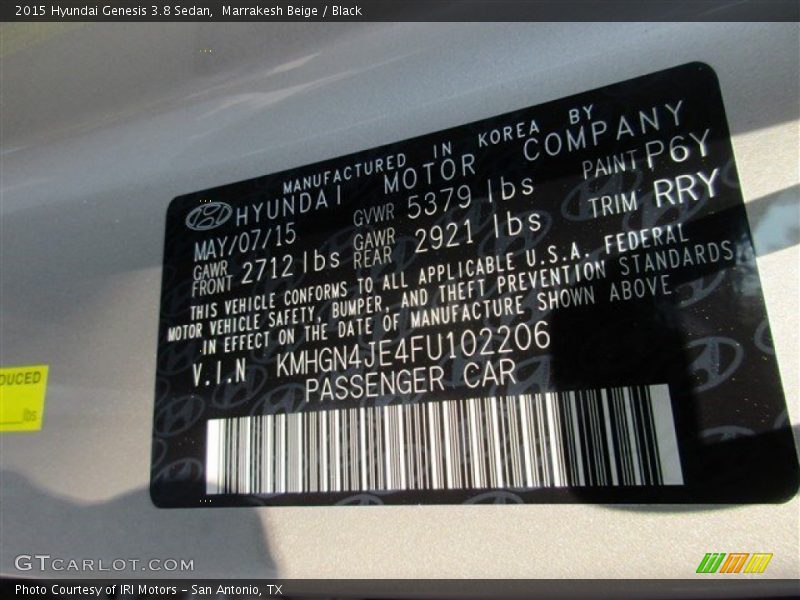 2015 Hyundai Genesis 3.8 Sedan,  Marrakesh Beige / Black
MANUFACTURED IN KOREA BY
HYUNDAI MOTOR COMPANY
MAY/07/15 GVWR 5379 lbs PAINT P6Y
GAWR FRONT 2712 lbs GAWR REAR 2921 lbs TRIM RRY
THIS VEHICLE CONFORMS TO ALL APPLICABLE U.S.A. FEDERAL
MOTOR VEHICLE SAFETY, BUMPER, AND THEFT PREVENTION STANDARDS
IN EFFECT ON THE DATE OF MANUFACTURE SHOWN ABOVE
V.I.N KMHGN4JE4FU102206
PASSENGER CAR
DUCED
lbs
GTCARLOT.COM
Photo Courtesy of IRI Motors – San Antonio, TX